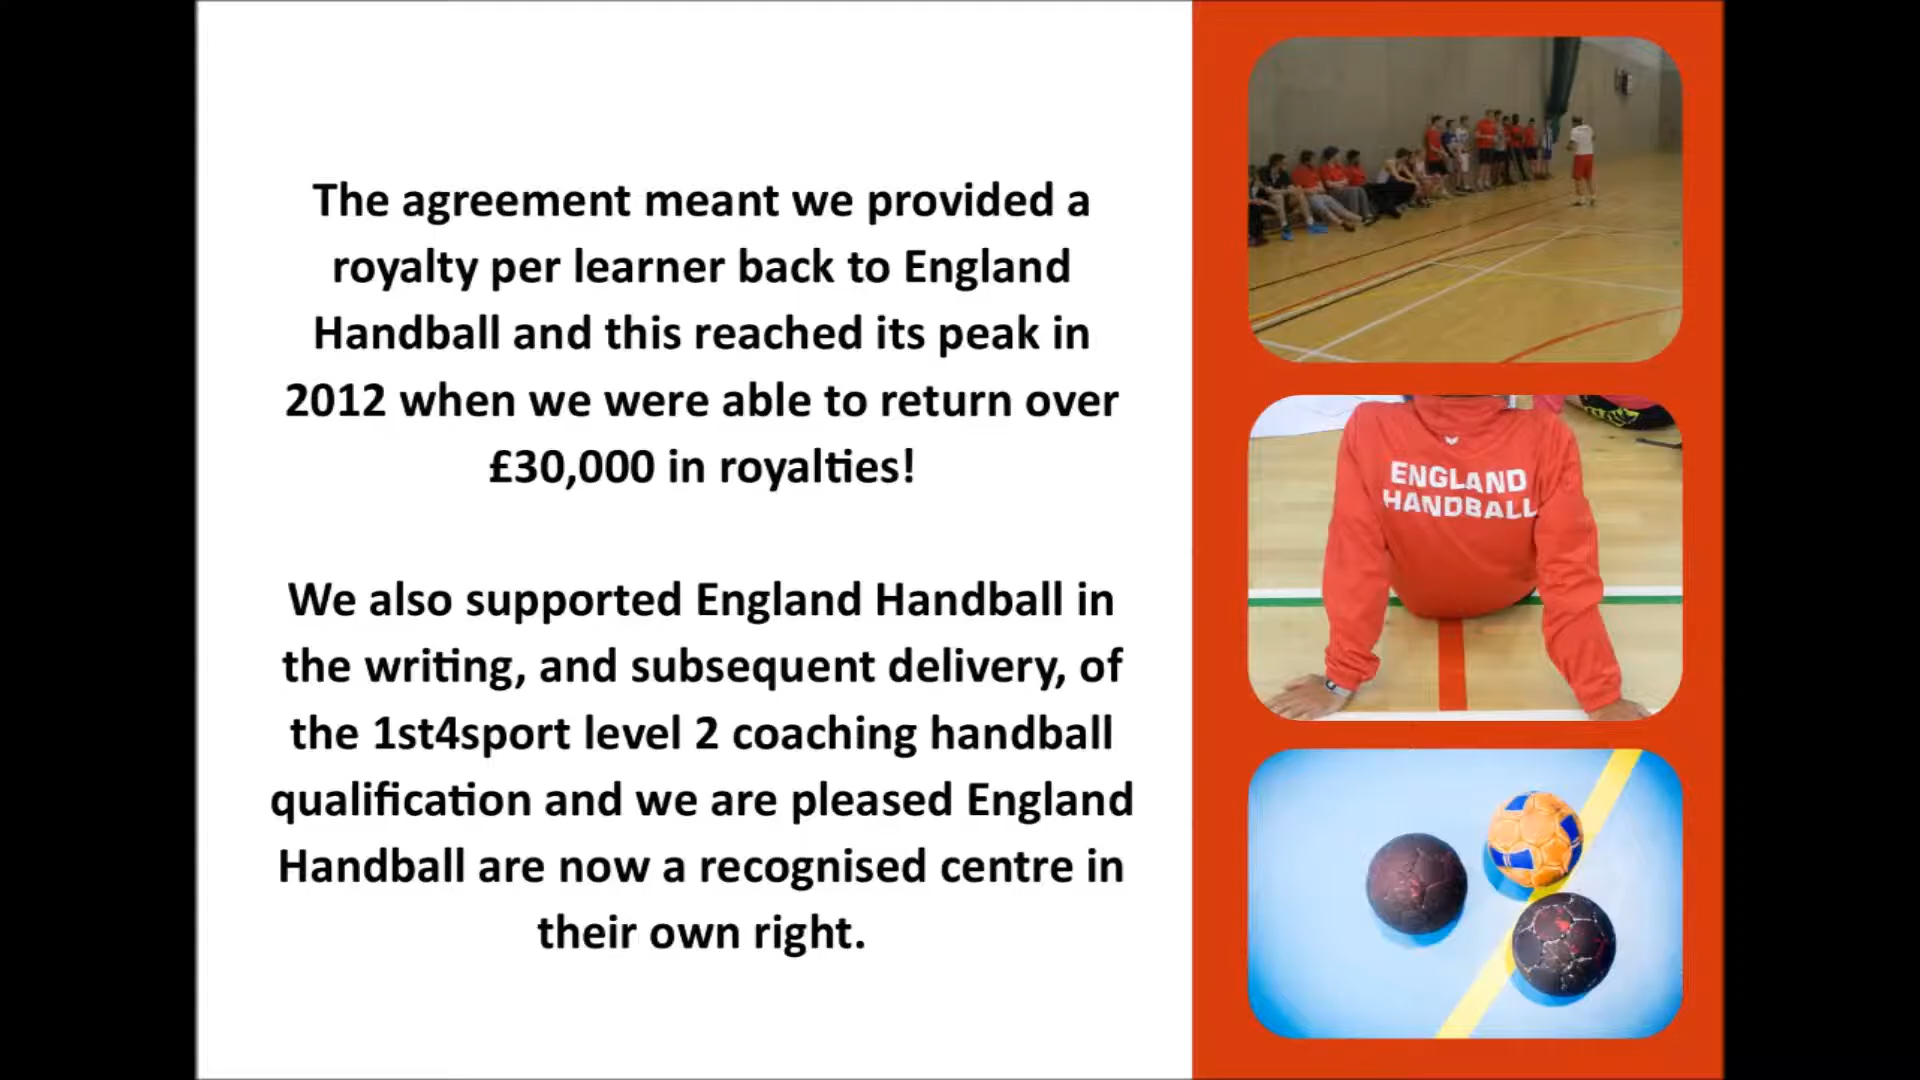 The agreement meant we provided a
royalty per learner back to England
Handball and this reached its peak in
2012 when we were able to return over
£30,000 in royalties!
We also supported England Handball in
the writing, and subsequent delivery, of
the 1st4sport level 2 coaching handball
qualification and we are pleased England
Handball are now a recognised centre in
their own right.
ENGLAND
HANDBALL